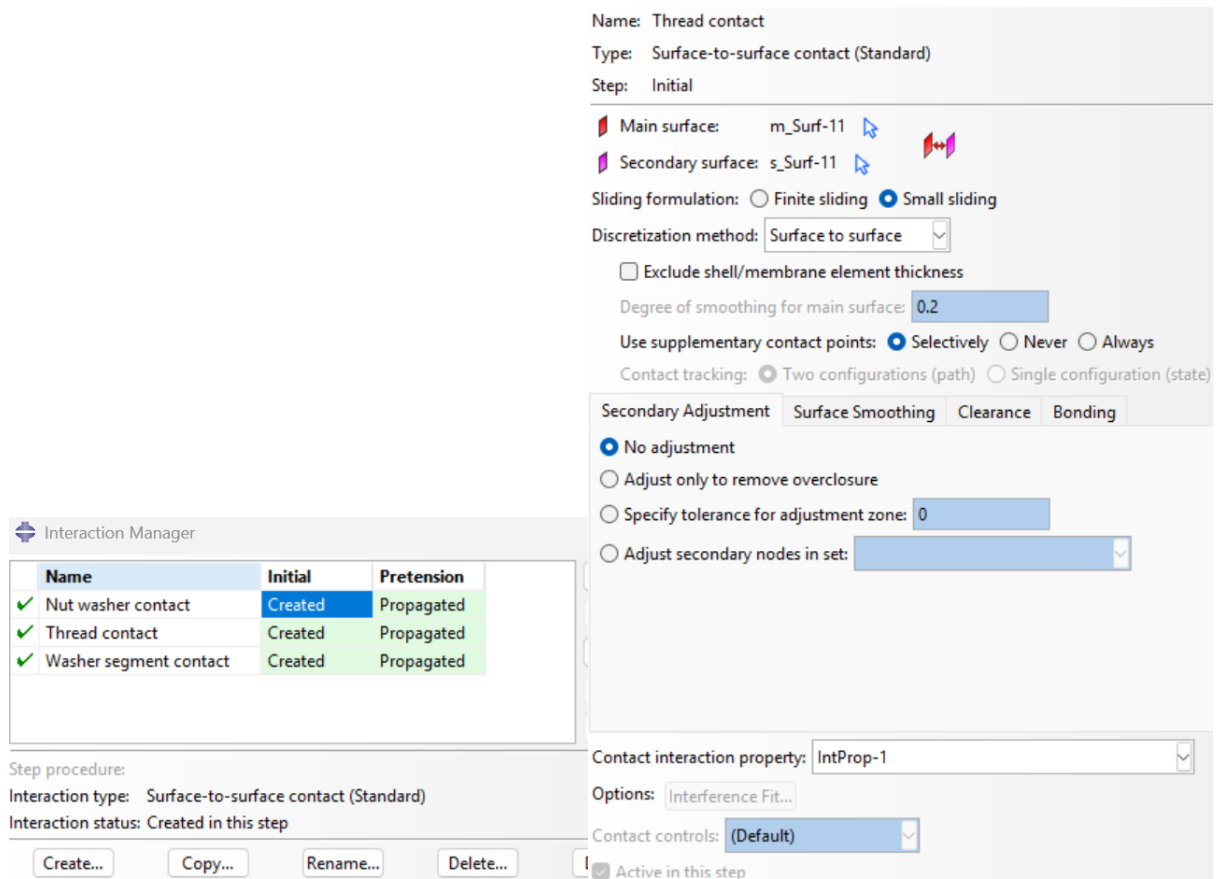 Name: Thread contact
Type: Surface-to-surface contact (Standard)
Step: Initial
Main surface: m_Surf-11
Secondary surface: s_Surf-11
Sliding formulation: Finite sliding Small sliding
Discretization method: Surface to surface
Exclude shell/membrane element thickness
Degree of smoothing for main surface: 0.2
Use supplementary contact points: Selectively Never Always
Contact tracking: Two configurations (path) Single configuration (state)
Secondary Adjustment Surface Smoothing Clearance Bonding
No adjustment
Adjust only to remove overclosure
Specify tolerance for adjustment zone: 0
Adjust secondary nodes in set:
Contact interaction property: IntProp-1
Options: Interference Fit...
Contact controls: (Default)
Active in this step
Interaction Manager
Name Initial Pretension
Nut washer contact Created Propagated
Thread contact Created Propagated
Washer segment contact Created Propagated
Step procedure:
Interaction type: Surface-to-surface contact (Standard)
Interaction status: Created in this step
Create... Copy... Rename... Delete...